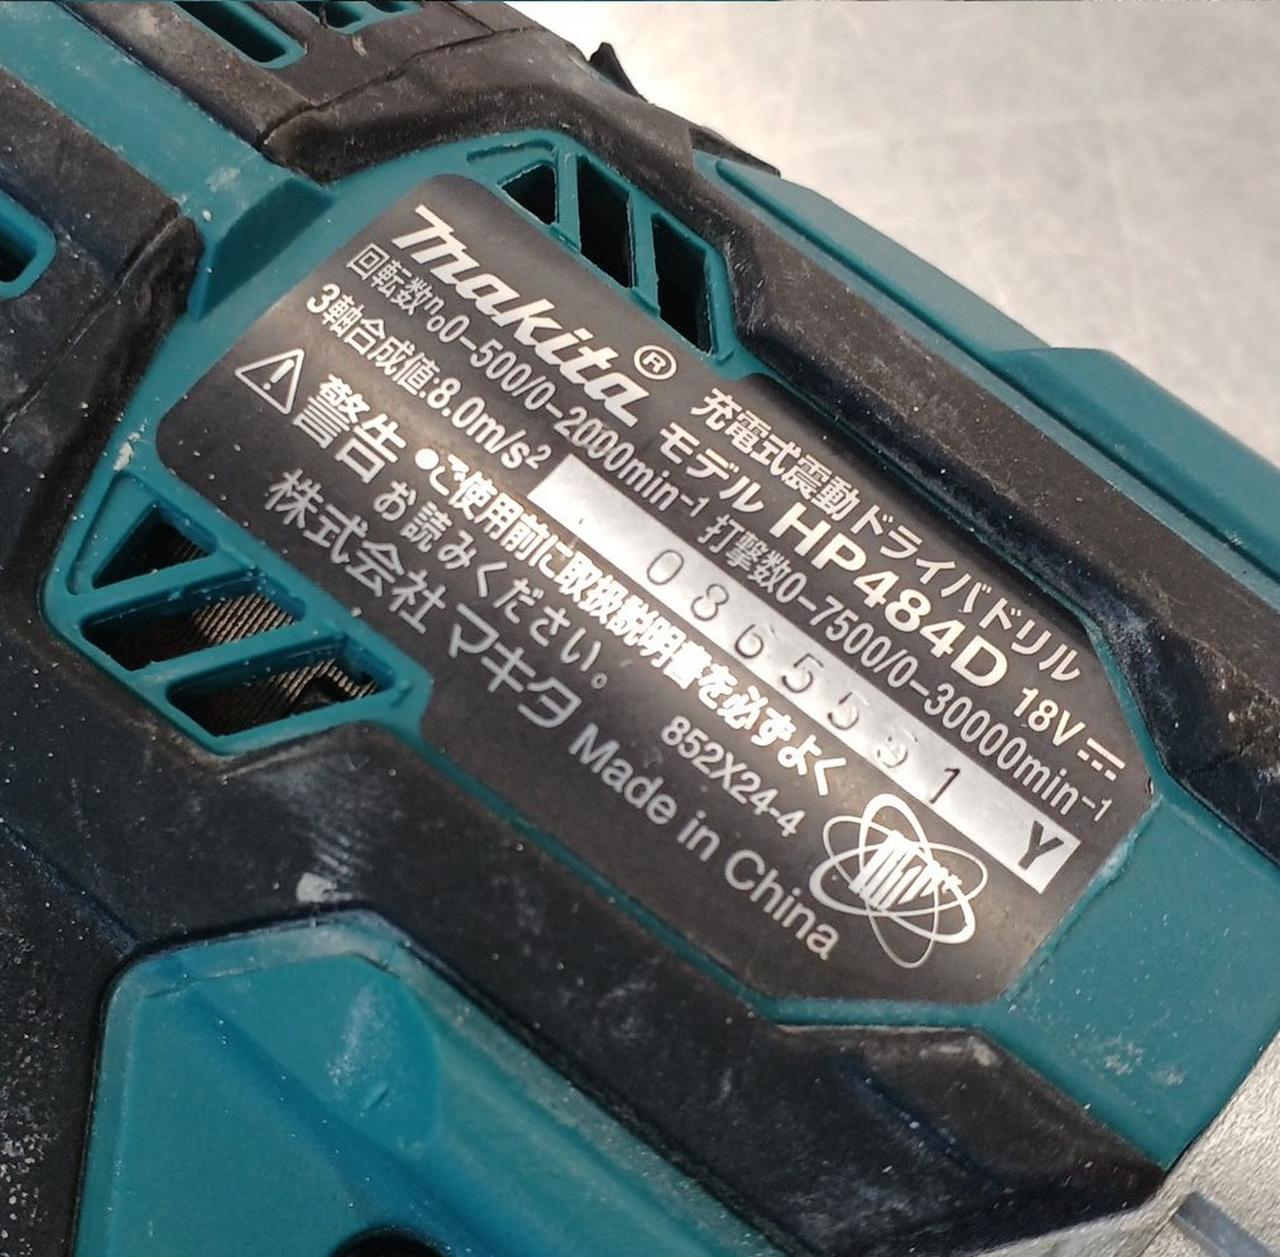 makita® 充電式震動ドライバドリル
モデル HP484D 18V⎓
回転数n₀0-500/0-2000min⁻¹ 打撃数0-7500/0-30000min⁻¹
3軸合成値:8.0m/s²
0865591 Y
⚠警告 ●ご使用前に取扱説明書を必ずよく
お読みください。
852X24-4
株式会社マキタ Made in China